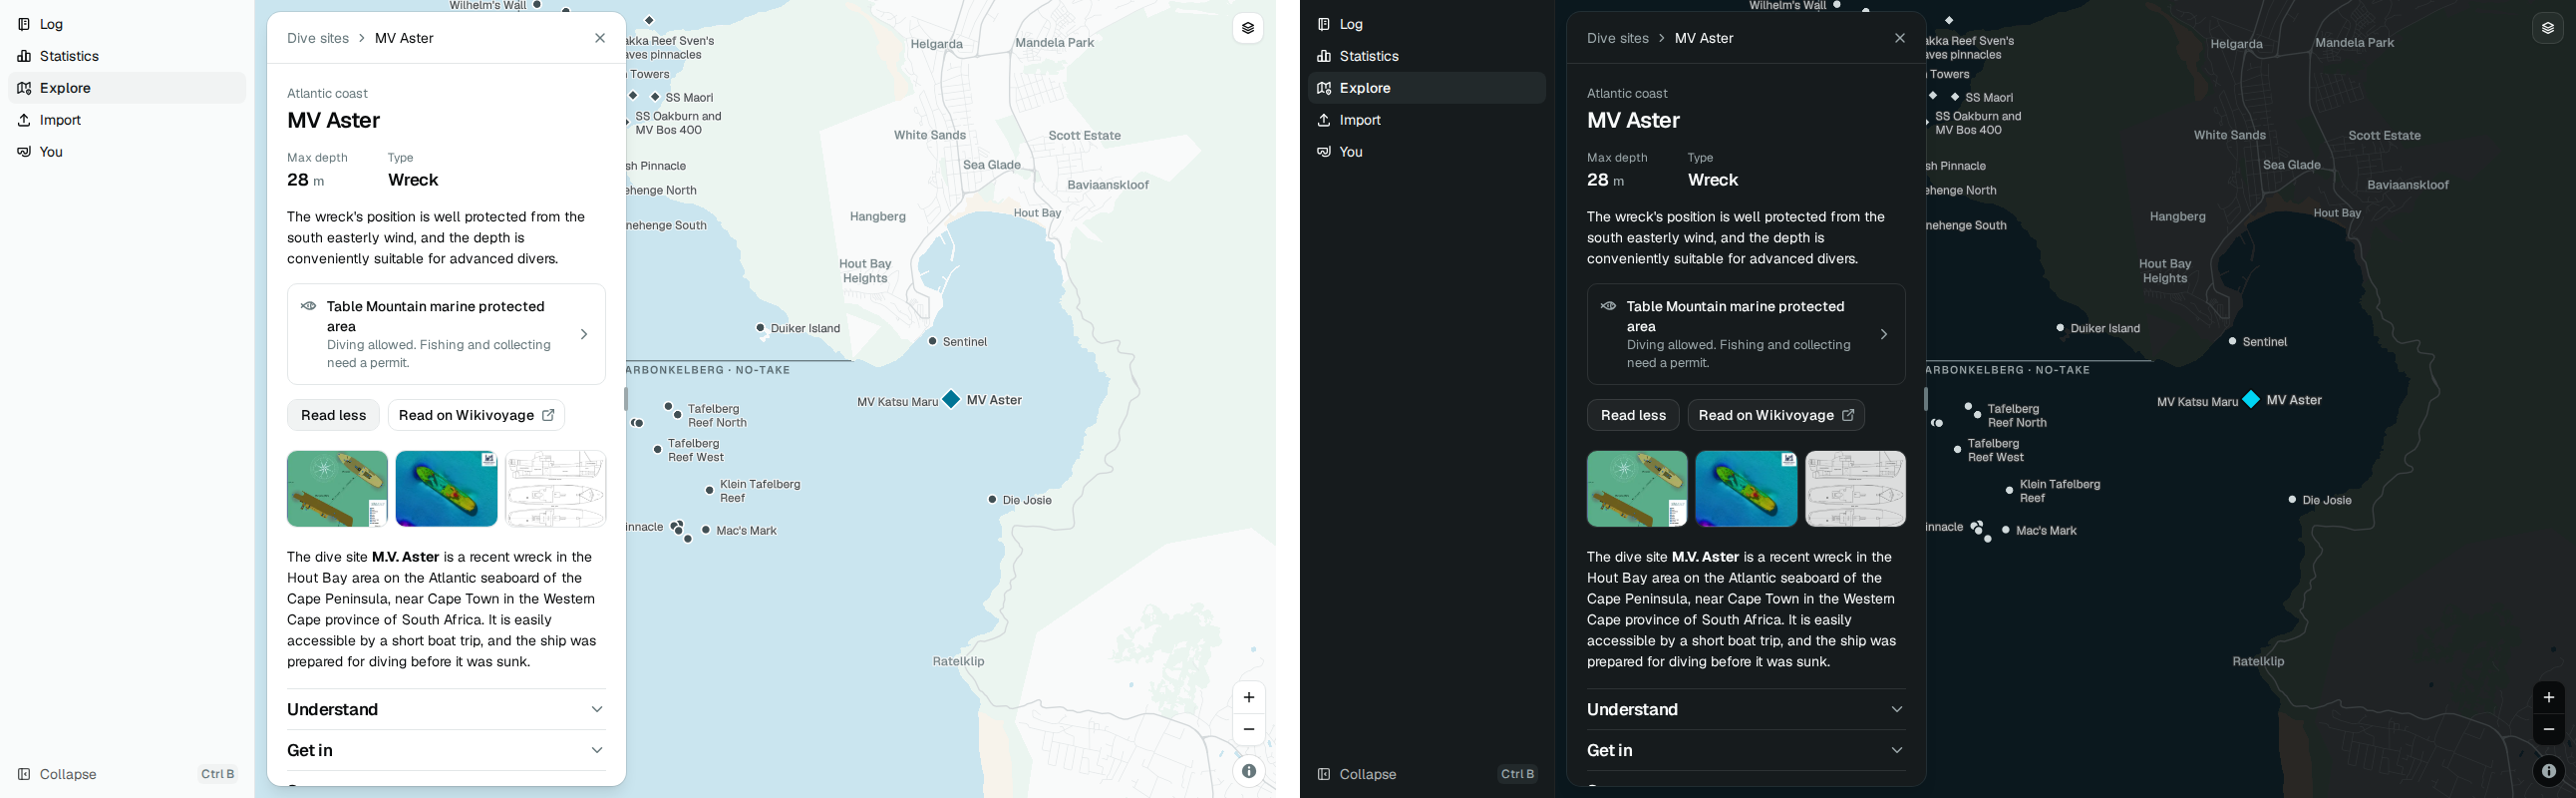 Log
Statistics
Explore
Import
You
Collapse
Ctrl B
Dive sites
MV Aster
Atlantic coast
MV Aster
Max depth
Type
28 m
Wreck
The wreck's position is well protected from the
south easterly wind, and the depth is
conveniently suitable for advanced divers.
Table Mountain marine protected
area
Diving allowed. Fishing and collecting
need a permit.
Read less
Read on Wikivoyage
The dive site M.V. Aster is a recent wreck in the
Hout Bay area on the Atlantic seaboard of the
Cape Peninsula, near Cape Town in the Western
Cape province of South Africa. It is easily
accessible by a short boat trip, and the ship was
prepared for diving before it was sunk.
Understand
Get in
Wilhelm's Wall
Reef Sven's
pinnacles
Towers
SS Maori
SS Oakburn and
MV Bos 400
Pinnacle
North
South
Helgarda
Mandela Park
White Sands
Scott Estate
Sea Glade
Baviaanskloof
Hangberg
Hout Bay
Hout Bay
Heights
Duiker Island
Sentinel
NO-TAKE
MV Katsu Maru
MV Aster
Tafelberg
Reef North
Tafelberg
Reef West
Klein Tafelberg
Reef
Die Josie
Mac's Mark
Ratelklip
Log
Statistics
Explore
Import
You
Collapse
Ctrl B
Dive sites
MV Aster
Atlantic coast
MV Aster
Max depth
Type
28 m
Wreck
The wreck's position is well protected from the
south easterly wind, and the depth is
conveniently suitable for advanced divers.
Table Mountain marine protected
area
Diving allowed. Fishing and collecting
need a permit.
Read less
Read on Wikivoyage
The dive site M.V. Aster is a recent wreck in the
Hout Bay area on the Atlantic seaboard of the
Cape Peninsula, near Cape Town in the Western
Cape province of South Africa. It is easily
accessible by a short boat trip, and the ship was
prepared for diving before it was sunk.
Understand
Get in
Wilhelm's Wall
Reef Sven's
pinnacles
Towers
SS Maori
SS Oakburn and
MV Bos 400
Pinnacle
North
South
Helgarda
Mandela Park
White Sands
Scott Estate
Sea Glade
Baviaanskloof
Hangberg
Hout Bay
Hout Bay
Heights
Duiker Island
Sentinel
NO-TAKE
MV Katsu Maru
MV Aster
Tafelberg
Reef North
Tafelberg
Reef West
Klein Tafelberg
Reef
Die Josie
Mac's Mark
Ratelklip